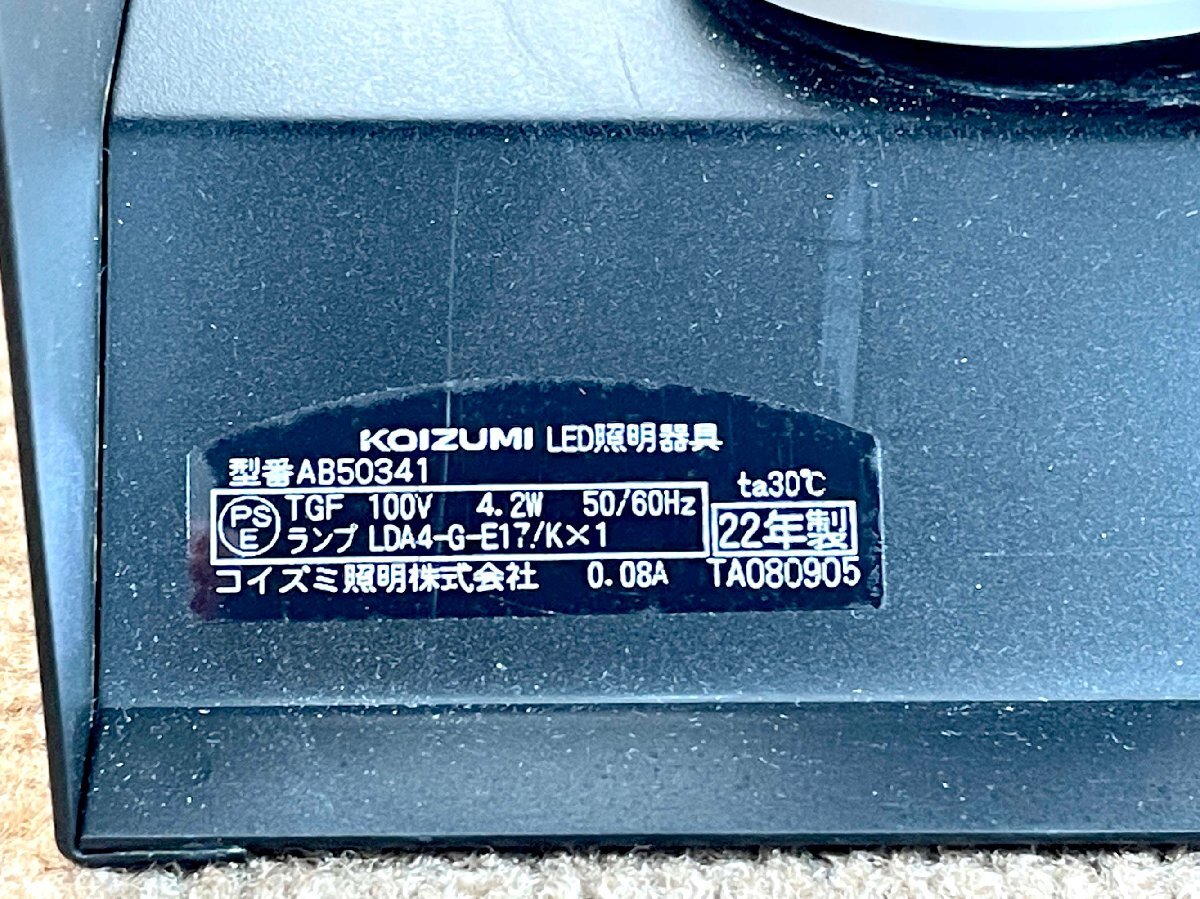 KOIZUMI LED照明器具
型番AB50341
ta30℃
PS E TGF 100V 4.2W 50/60Hz
ランプ LDA4-G-E17/K×1
22年製
コイズミ照明株式会社 0.08A TA080905